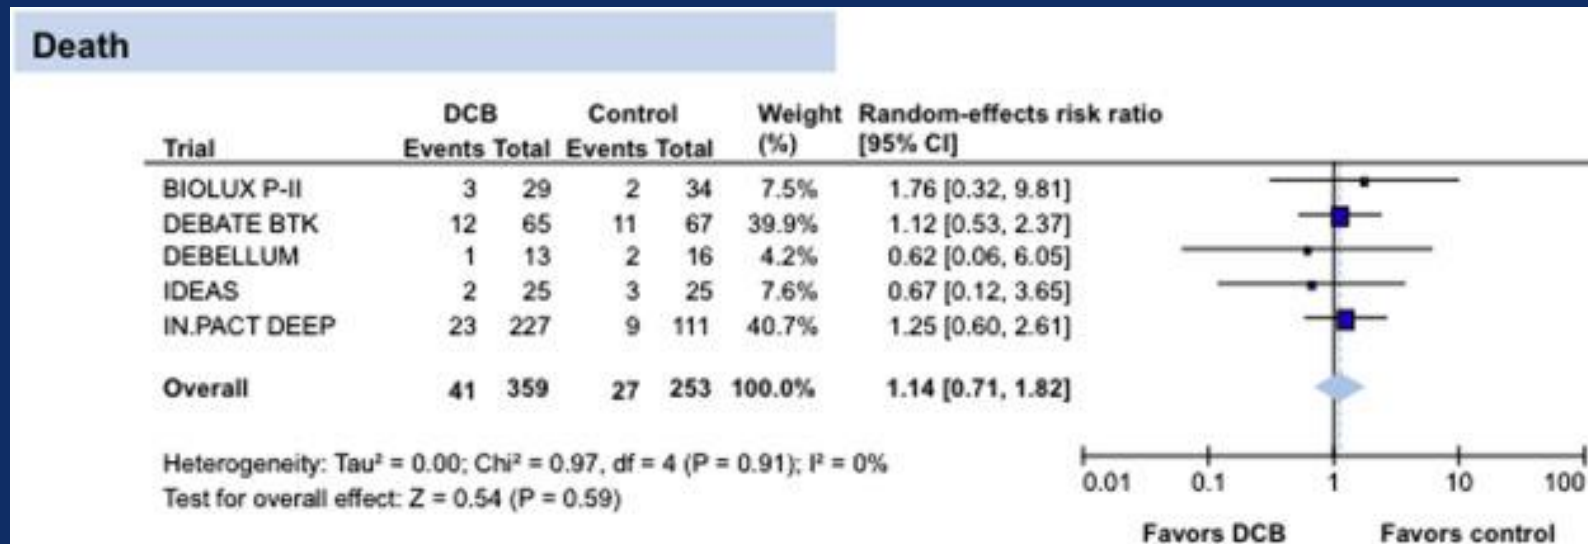 Death
DCB Control Weight Random-effects risk ratio
Trial Events Total Events Total (%) [95% CI]
BIOLUX P-II 3 29 2 34 7.5% 1.76 [0.32, 9.81]
DEBATE BTK 12 65 11 67 39.9% 1.12 [0.53, 2.37]
DEBELLUM 1 13 2 16 4.2% 0.62 [0.06, 6.05]
IDEAS 2 25 3 25 7.6% 0.67 [0.12, 3.65]
IN.PACT DEEP 23 227 9 111 40.7% 1.25 [0.60, 2.61]
Overall 41 359 27 253 100.0% 1.14 [0.71, 1.82]
Heterogeneity: Tau² = 0.00; Chi² = 0.97, df = 4 (P = 0.91); I² = 0%
Test for overall effect: Z = 0.54 (P = 0.59)
0.01 0.1 1 10 100
Favors DCB Favors control